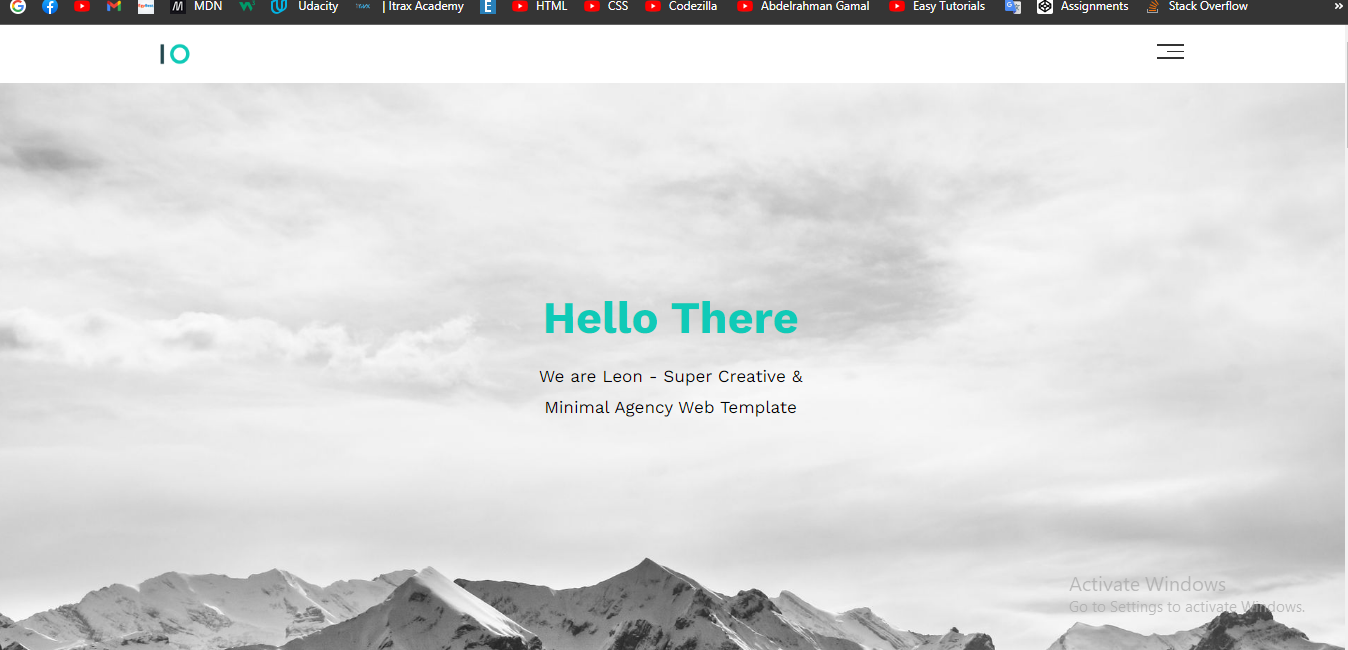 MDN
Udacity
| Itrax Academy
HTML
CSS
Codezilla
Abdelrahman Gamal
Easy Tutorials
Assignments
Stack Overflow
»
IO
Hello There
We are Leon - Super Creative &
Minimal Agency Web Template
Activate Windows
Go to Settings to activate Windows.